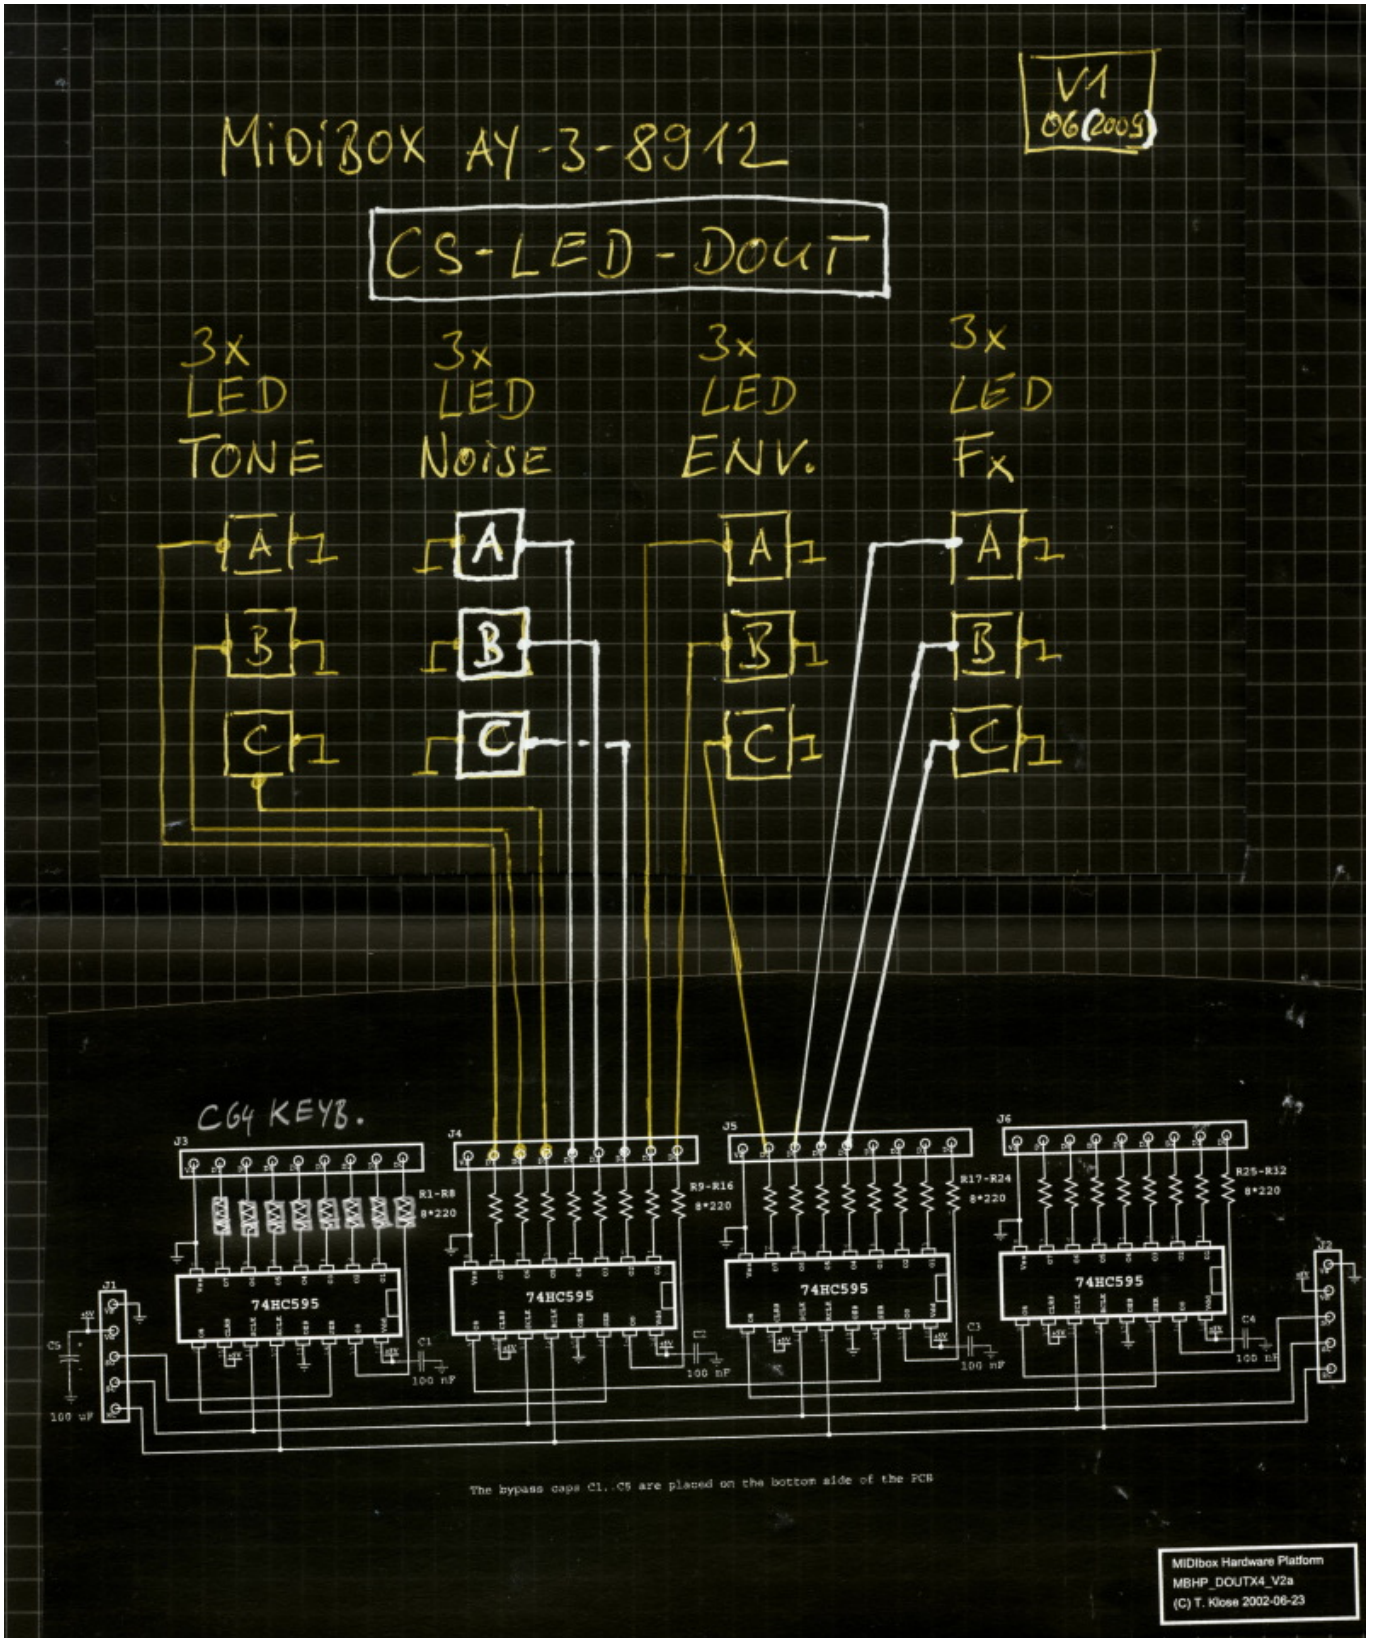 V1
06(2009)
MiDiBOX AY-3-8912
CS-LED-DOUT
3x
LED
TONE
3x
LED
NOiSE
3x
LED
ENV.
3x
LED
Fx
A
B
C
A
B
C
A
B
C
A
B
C
C64 KEYB.
J3
J4
J5
J6
R1-R8
8*220
R9-R16
8*220
R17-R24
8*220
R25-R32
8*220
J1
J2
74HC595
74HC595
74HC595
74HC595
C5
100 uF
C1
100 nF
C2
100 nF
C3
100 nF
C4
100 nF
The bypass caps C1..C5 are placed on the bottom side of the PCB
MIDIbox Hardware Platform
MBHP_DOUTX4_V2a
(C) T. Klose 2002-06-23